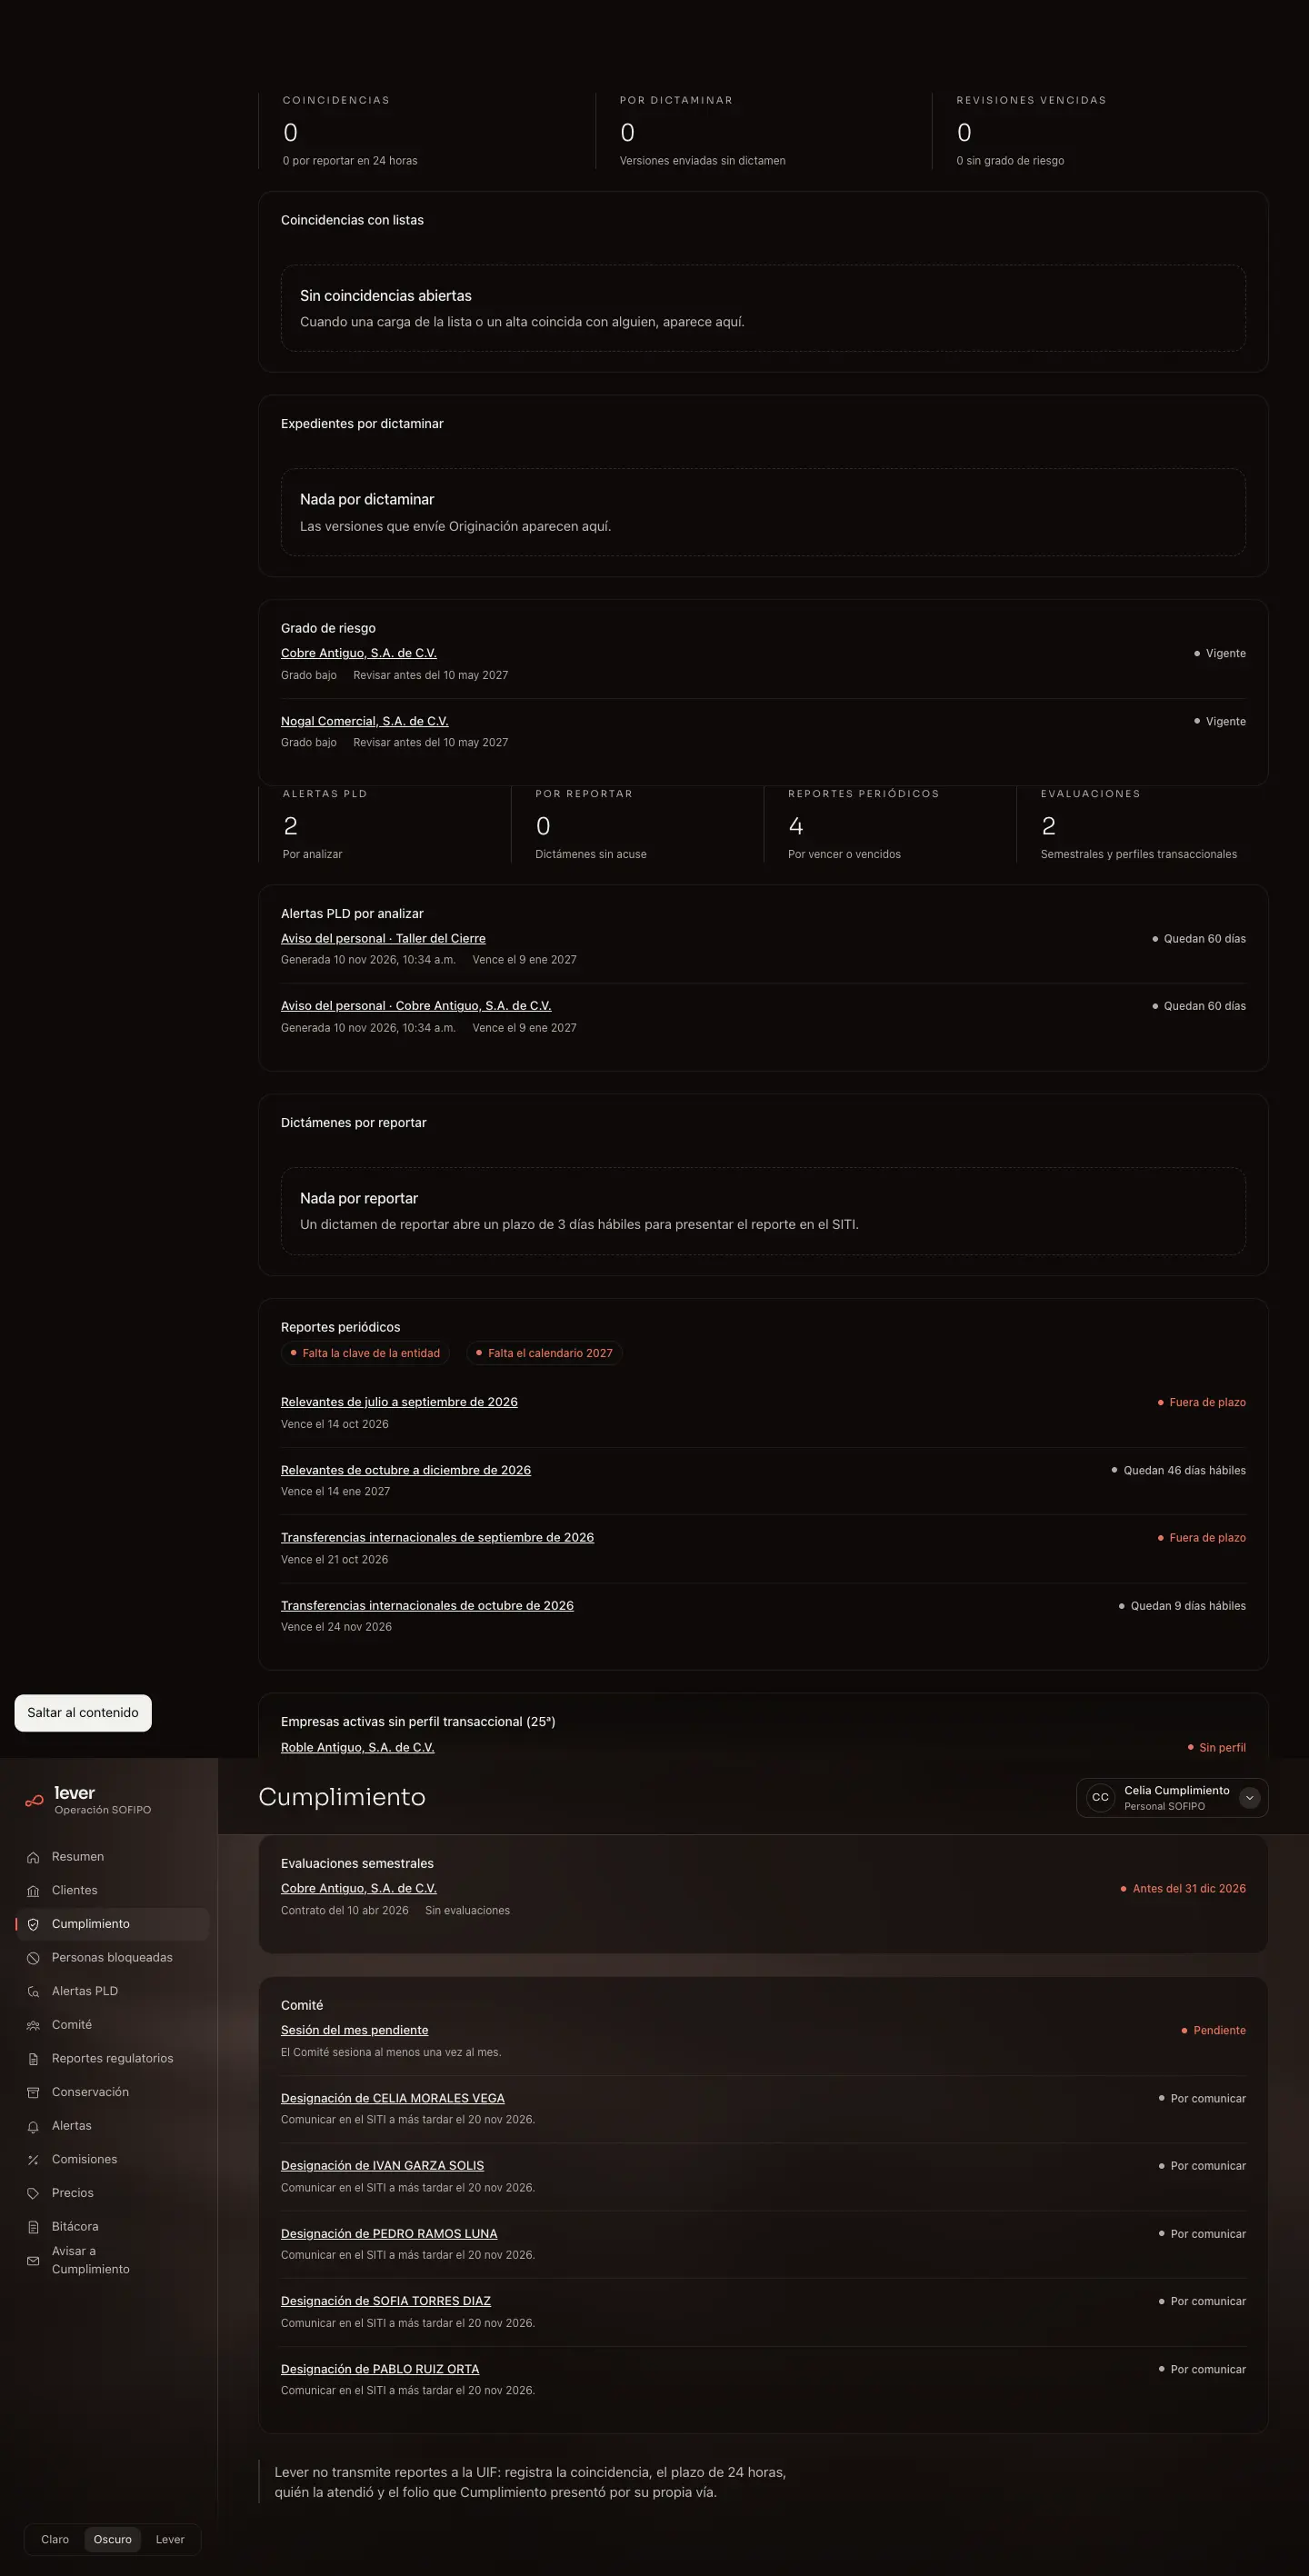 COINCIDENCIAS
0
0 por reportar en 24 horas
POR DICTAMINAR
0
Versiones enviadas sin dictamen
REVISIONES VENCIDAS
0
0 sin grado de riesgo
Coincidencias con listas
Sin coincidencias abiertas
Cuando una carga de la lista o un alta coincida con alguien, aparece aquí.
Expedientes por dictaminar
Nada por dictaminar
Las versiones que envíe Originación aparecen aquí.
Grado de riesgo
Cobre Antiguo, S.A. de C.V.
Vigente
Grado bajo Revisar antes del 10 may 2027
Nogal Comercial, S.A. de C.V.
Vigente
Grado bajo Revisar antes del 10 may 2027
ALERTAS PLD
2
Por analizar
POR REPORTAR
0
Dictámenes sin acuse
REPORTES PERIÓDICOS
4
Por vencer o vencidos
EVALUACIONES
2
Semestrales y perfiles transaccionales
Alertas PLD por analizar
Aviso del personal · Taller del Cierre
Quedan 60 días
Generada 10 nov 2026, 10:34 a.m. Vence el 9 ene 2027
Aviso del personal · Cobre Antiguo, S.A. de C.V.
Quedan 60 días
Generada 10 nov 2026, 10:34 a.m. Vence el 9 ene 2027
Dictámenes por reportar
Nada por reportar
Un dictamen de reportar abre un plazo de 3 días hábiles para presentar el reporte en el SITI.
Reportes periódicos
Falta la clave de la entidad
Falta el calendario 2027
Relevantes de julio a septiembre de 2026
Fuera de plazo
Vence el 14 oct 2026
Relevantes de octubre a diciembre de 2026
Quedan 46 días hábiles
Vence el 14 ene 2027
Transferencias internacionales de septiembre de 2026
Fuera de plazo
Vence el 21 oct 2026
Transferencias internacionales de octubre de 2026
Quedan 9 días hábiles
Vence el 24 nov 2026
Saltar al contenido
Empresas activas sin perfil transaccional (25ª)
Roble Antiguo, S.A. de C.V.
Sin perfil
lever
Operación SOFIPO
Resumen
Clientes
Cumplimiento
Personas bloqueadas
Alertas PLD
Comité
Reportes regulatorios
Conservación
Alertas
Comisiones
Precios
Bitácora
Avisar a
Cumplimiento
Claro
Oscuro
Lever
Cumplimiento
CC
Celia Cumplimiento
Personal SOFIPO
Evaluaciones semestrales
Cobre Antiguo, S.A. de C.V.
Antes del 31 dic 2026
Contrato del 10 abr 2026 Sin evaluaciones
Comité
Sesión del mes pendiente
Pendiente
El Comité sesiona al menos una vez al mes.
Designación de CELIA MORALES VEGA
Por comunicar
Comunicar en el SITI a más tardar el 20 nov 2026.
Designación de IVAN GARZA SOLIS
Por comunicar
Comunicar en el SITI a más tardar el 20 nov 2026.
Designación de PEDRO RAMOS LUNA
Por comunicar
Comunicar en el SITI a más tardar el 20 nov 2026.
Designación de SOFIA TORRES DIAZ
Por comunicar
Comunicar en el SITI a más tardar el 20 nov 2026.
Designación de PABLO RUIZ ORTA
Por comunicar
Comunicar en el SITI a más tardar el 20 nov 2026.
Lever no transmite reportes a la UIF: registra la coincidencia, el plazo de 24 horas,
quién la atendió y el folio que Cumplimiento presentó por su propia vía.